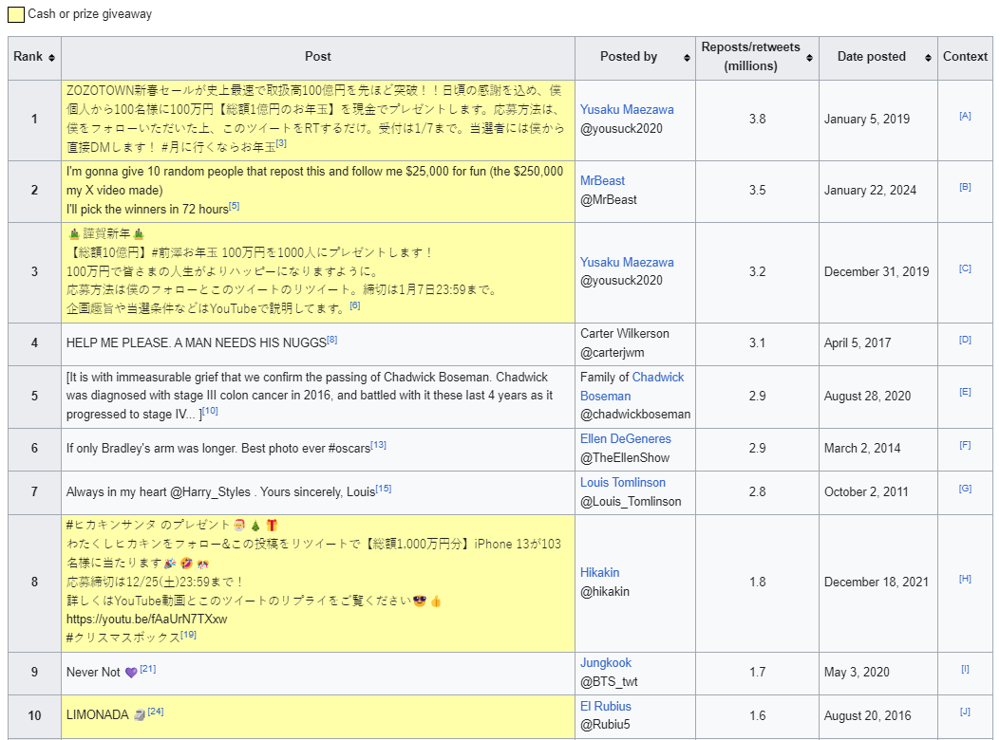 Cash or prize giveaway
Rank Post Posted by Reposts/retweets (millions) Date posted Context
1
ZOZOTOWN新春セールが史上最速で取扱高100億円を先ほど突破！！日頃の感謝を込め、僕
個人から100名様に100万円【総額1億円のお年玉】を現金でプレゼントします。応募方法は、
僕をフォローいただいた上、このツイートをRTするだけ。受付は1/7まで。当選者には僕から
直接DMします！ #月に行くならお年玉[3]
Yusaku Maezawa
@yousuck2020
3.8
January 5, 2019
[A]
2
I'm gonna give 10 random people that repost this and follow me $25,000 for fun (the $250,000
my X video made)
I'll pick the winners in 72 hours[5]
MrBeast
@MrBeast
3.5
January 22, 2024
[B]
3
🎍謹賀新年🎍
【総額10億円】#前澤お年玉 100万円を1000人にプレゼントします！
100万円で皆さまの人生がよりハッピーになりますように。
応募方法は僕のフォローとこのツイートのリツイート。締切は1月7日23:59まで。
企画趣旨や当選条件などはYouTubeで説明してます。[6]
Yusaku Maezawa
@yousuck2020
3.2
December 31, 2019
[C]
4
HELP ME PLEASE. A MAN NEEDS HIS NUGGS[8]
Carter Wilkerson
@carterjwm
3.1
April 5, 2017
[D]
5
[It is with immeasurable grief that we confirm the passing of Chadwick Boseman. Chadwick
was diagnosed with stage III colon cancer in 2016, and battled with it these last 4 years as it
progressed to stage IV... ][10]
Family of Chadwick
Boseman
@chadwickboseman
2.9
August 28, 2020
[E]
6
If only Bradley's arm was longer. Best photo ever #oscars[13]
Ellen DeGeneres
@TheEllenShow
2.9
March 2, 2014
[F]
7
Always in my heart @Harry_Styles . Yours sincerely, Louis[15]
Louis Tomlinson
@Louis_Tomlinson
2.8
October 2, 2011
[G]
8
#ヒカキンサンタ のプレゼント🎅🎄🎁
わたくしヒカキンをフォロー&この投稿をリツイートで【総額1,000万円分】iPhone 13が103
名様に当たります🎉🤣🎊
応募締切は12/25(土)23:59まで！
詳しくはYouTube動画とこのツイートのリプライをご覧ください😎👍
https://youtu.be/fAaUrN7TXxw
#クリスマスボックス[19]
Hikakin
@hikakin
1.8
December 18, 2021
[H]
9
Never Not 💜[21]
Jungkook
@BTS_twt
1.7
May 3, 2020
[I]
10
LIMONADA 🗿[24]
El Rubius
@Rubiu5
1.6
August 20, 2016
[J]